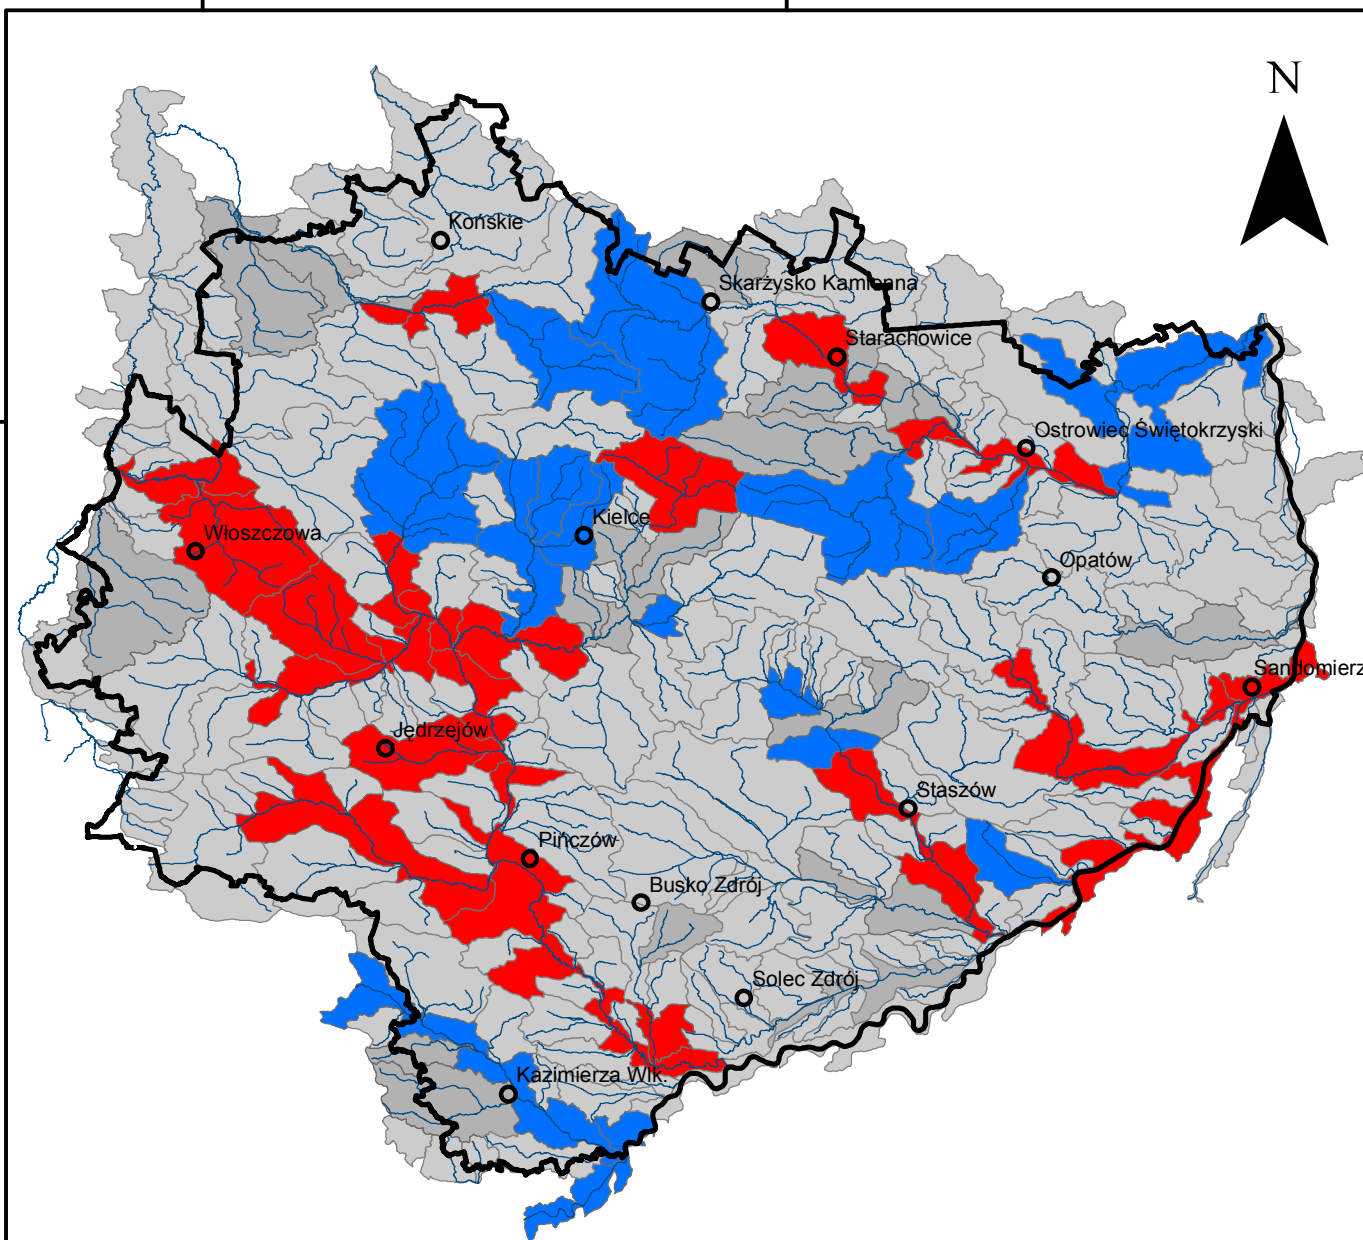 N
Końskie
Skarżysko Kamienna
Starachowice
Ostrowiec Świętokrzyski
Kielce
Włoszczowa
Opatów
Sandomierz
Jędrzejów
Staszów
Pińczów
Busko Zdrój
Solec Zdrój
Kazimierza Wlk.